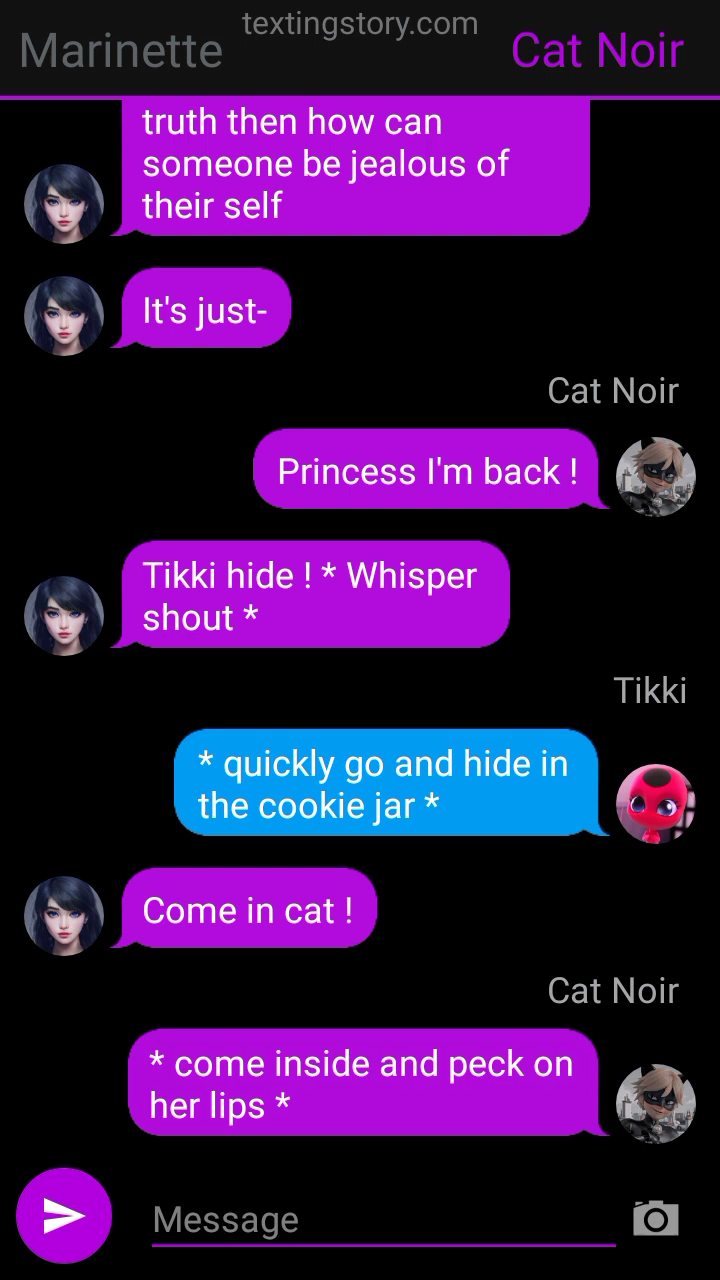 textingstory.com
Marinette
Cat Noir
truth then how can
someone be jealous of
their self
It's just-
Cat Noir
Princess I'm back !
Tikki hide ! * Whisper
shout *
Tikki
* quickly go and hide in
the cookie jar *
Come in cat !
Cat Noir
* come inside and peck on
her lips *
Message